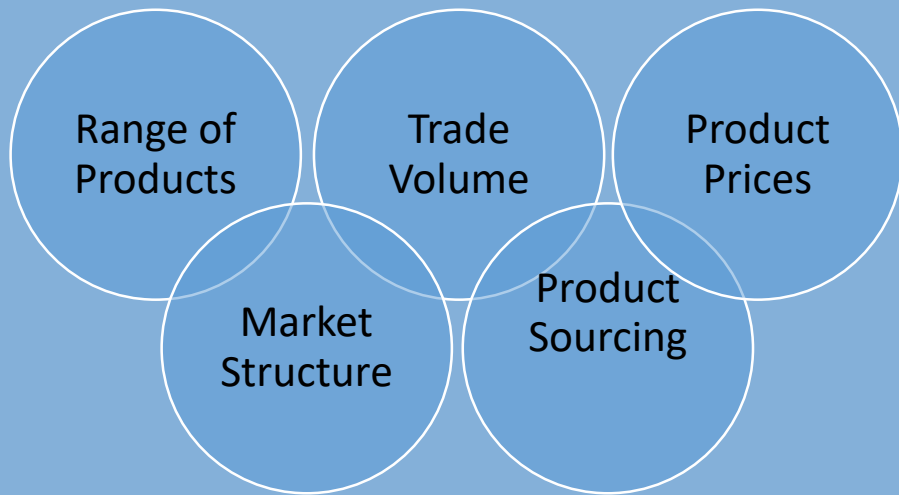 Range of
Products
Trade
Volume
Product
Prices
Market
Structure
Product
Sourcing